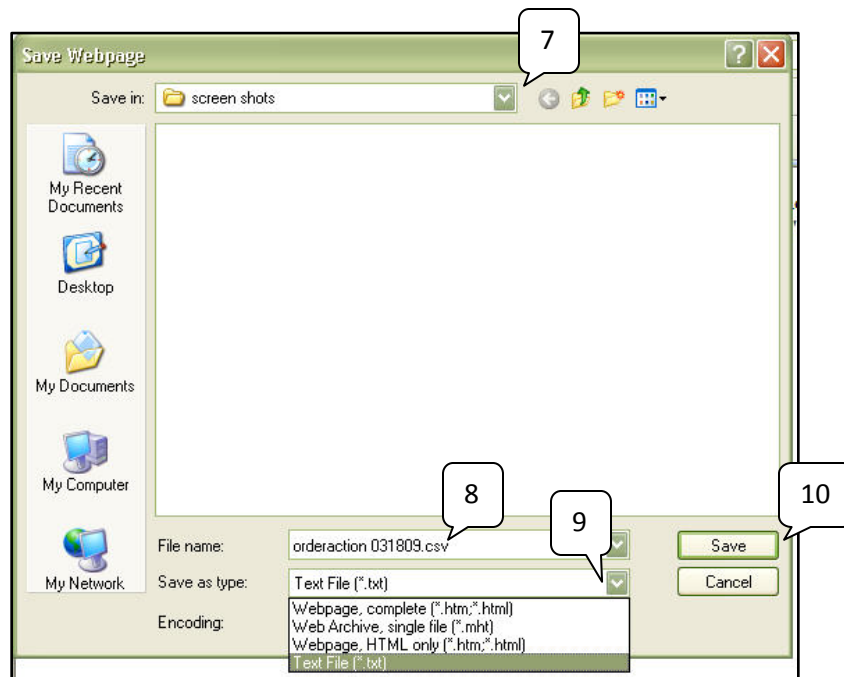 7
Save Webpage
Save in: screen shots
My Recent
Documents
Desktop
My Documents
My Computer
My Network
8
9
10
File name: orderaction 031809.csv Save
Save as type: Text File (*.txt) Cancel
Encoding:
Webpage, complete (*.htm;*.html)
Web Archive, single file (*.mht)
Webpage, HTML only (*.htm;*.html)
Text File (*.txt)